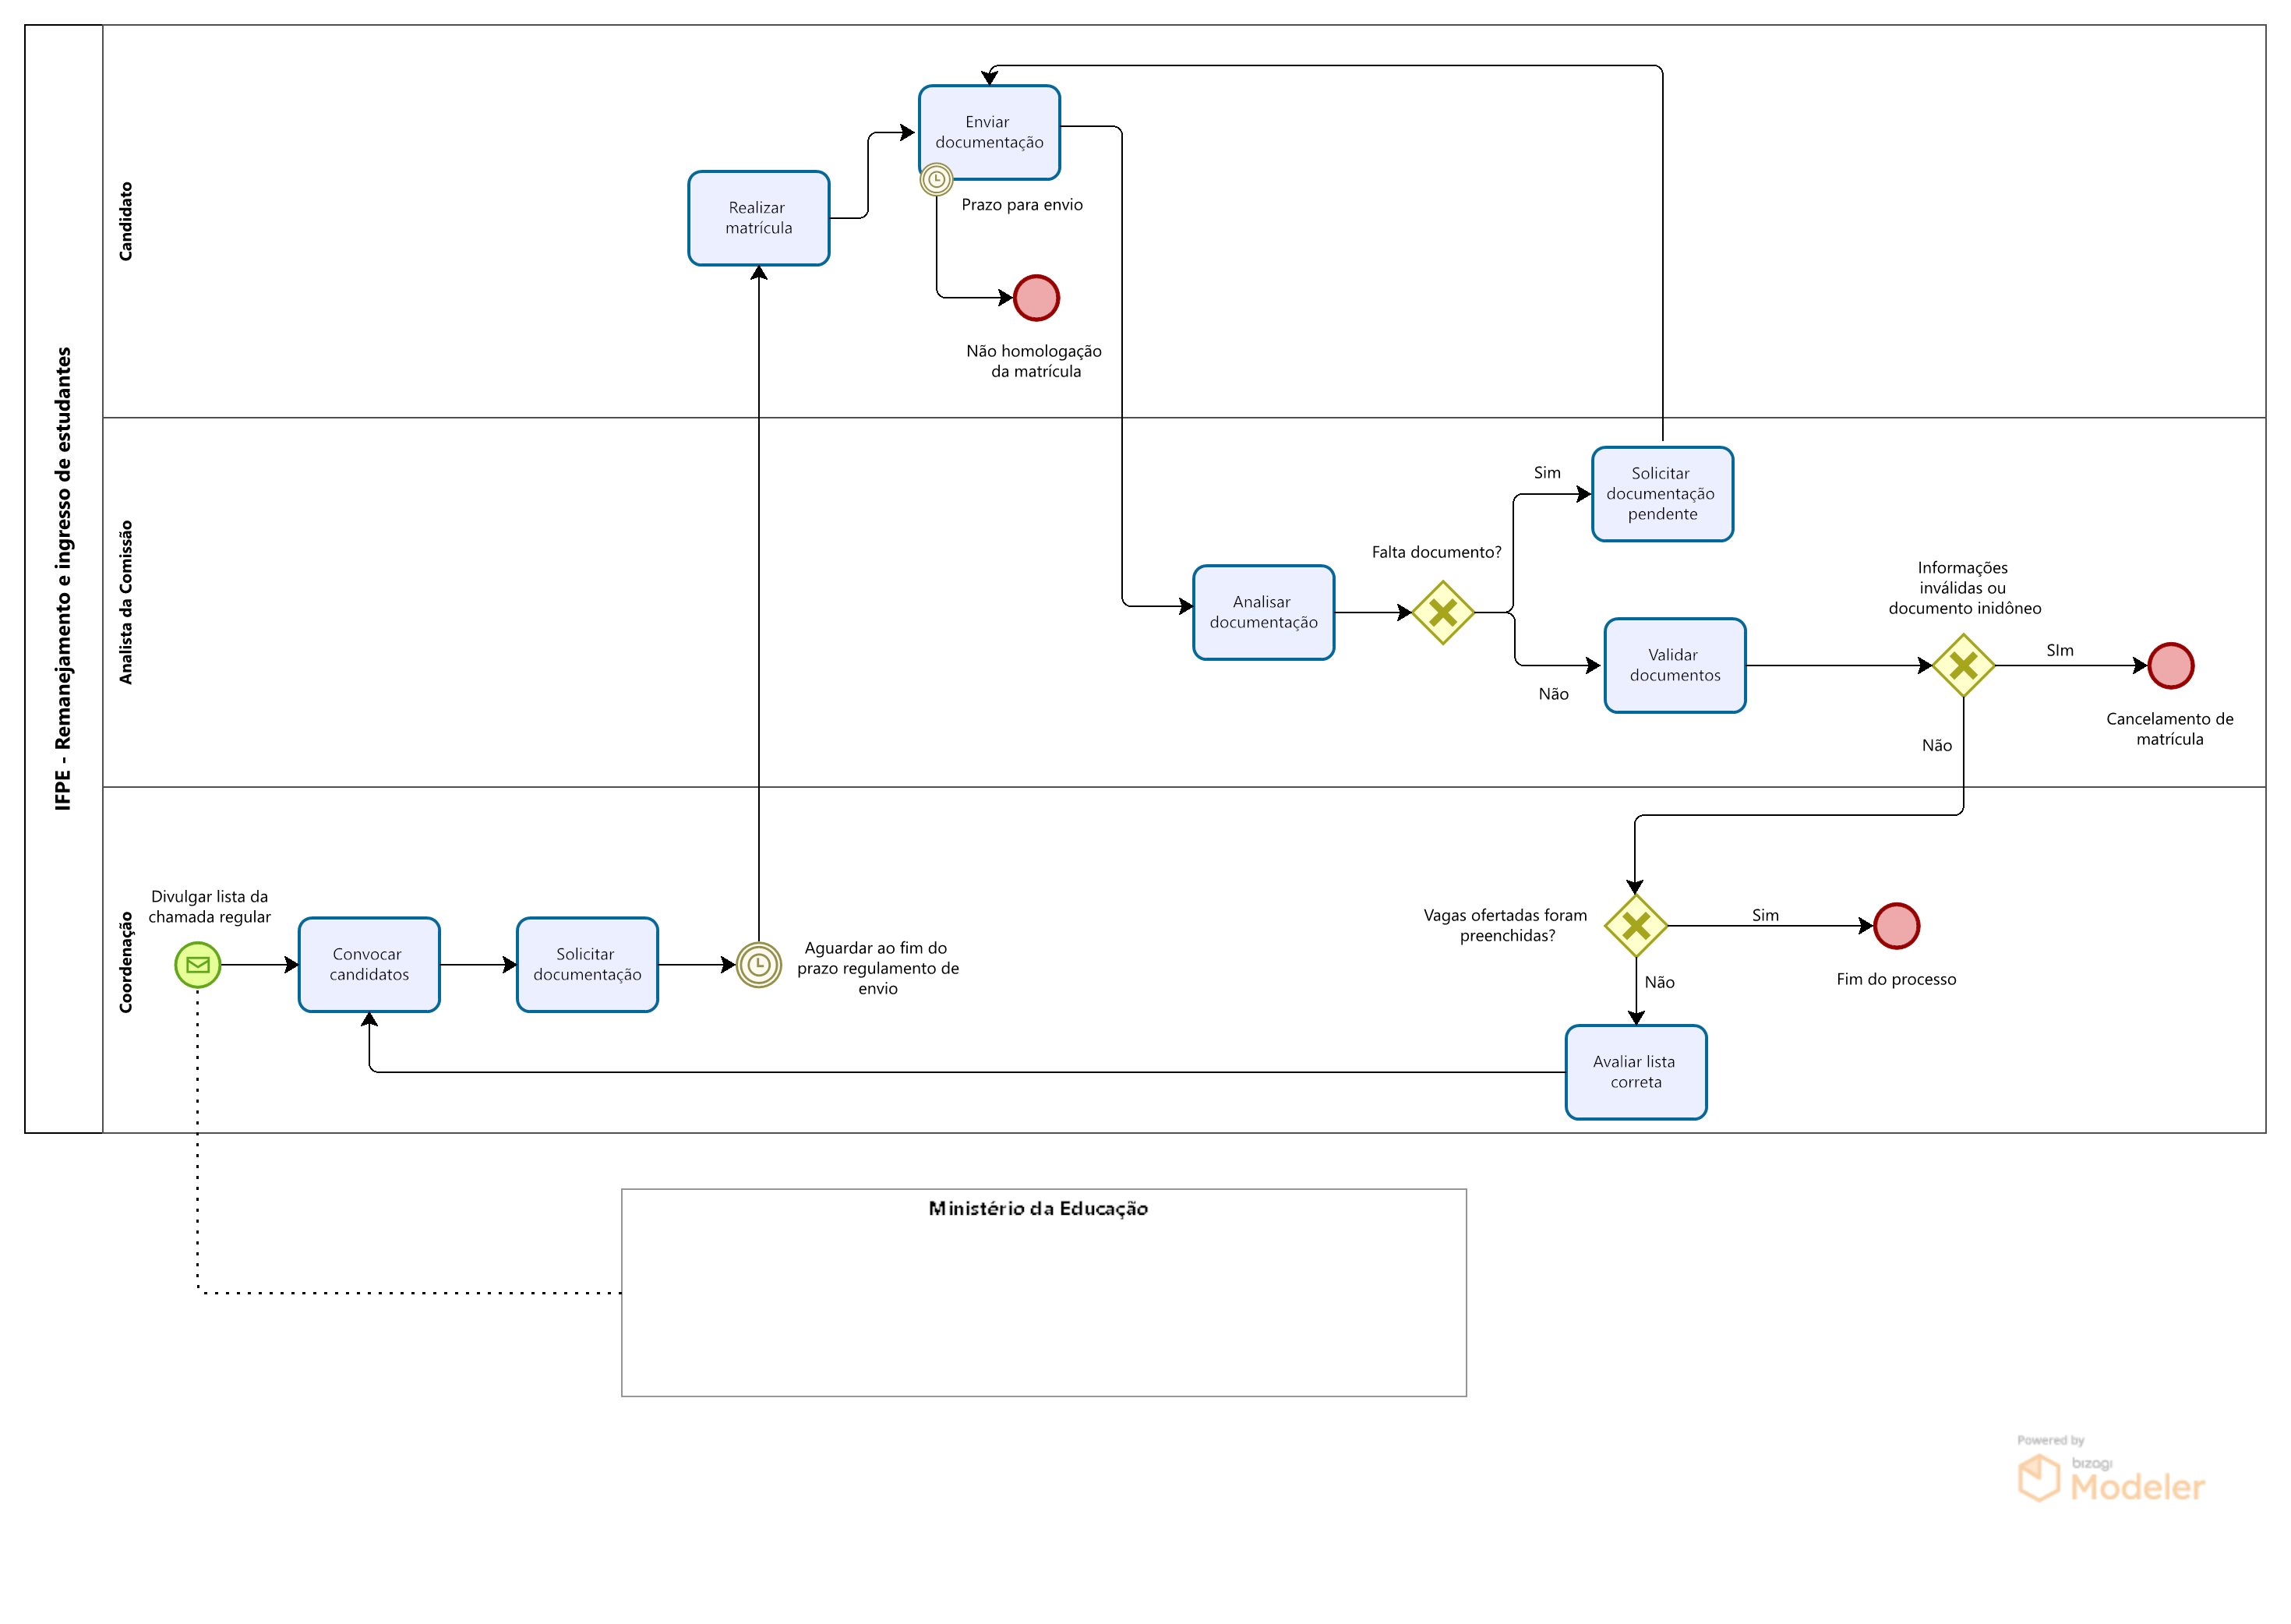 IFPE - Remanejamento e ingresso de estudantes
Candidato
Enviar
documentação
Prazo para envio
Realizar
matrícula
Não homologação
da matrícula
Analista da Comissão
Sim
Solicitar
documentação
pendente
Falta documento?
Analisar
documentação
Não
Validar
documentos
Informações
inválidas ou
documento inidôneo
SIm
Cancelamento de
matrícula
Não
Coordenação
Divulgar lista da
chamada regular
Convocar
candidatos
Solicitar
documentação
Aguardar ao fim do
prazo regulamento de
envio
Vagas ofertadas foram
preenchidas?
Sim
Fim do processo
Não
Avaliar lista
correta
Ministério da Educação
Powered by
bizagi
Modeler